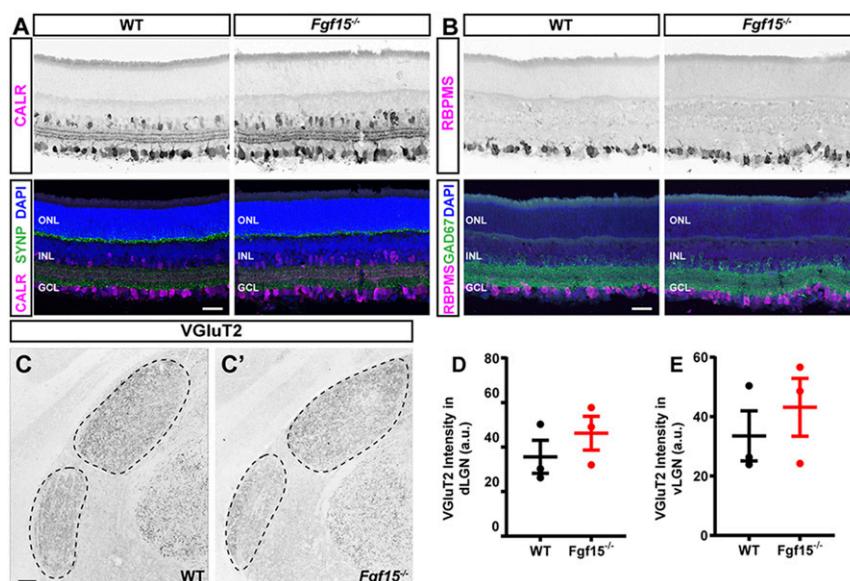 A
WT
Fgf15-/-
CALR
CALR SYNP DAPI
ONL
INL
GCL
ONL
INL
GCL
B
WT
Fgf15-/-
RBPMS
RBPMS GAD67 DAPI
ONL
INL
GCL
ONL
INL
GCL
VGluT2
C
WT
C'
Fgf15-/-
D
VGluT2 Intensity in
dLGN (a.u.)
80
60
40
20
0
WT
Fgf15-/-
E
VGluT2 Intensity in
vLGN (a.u.)
60
40
20
0
WT
Fgf15-/-